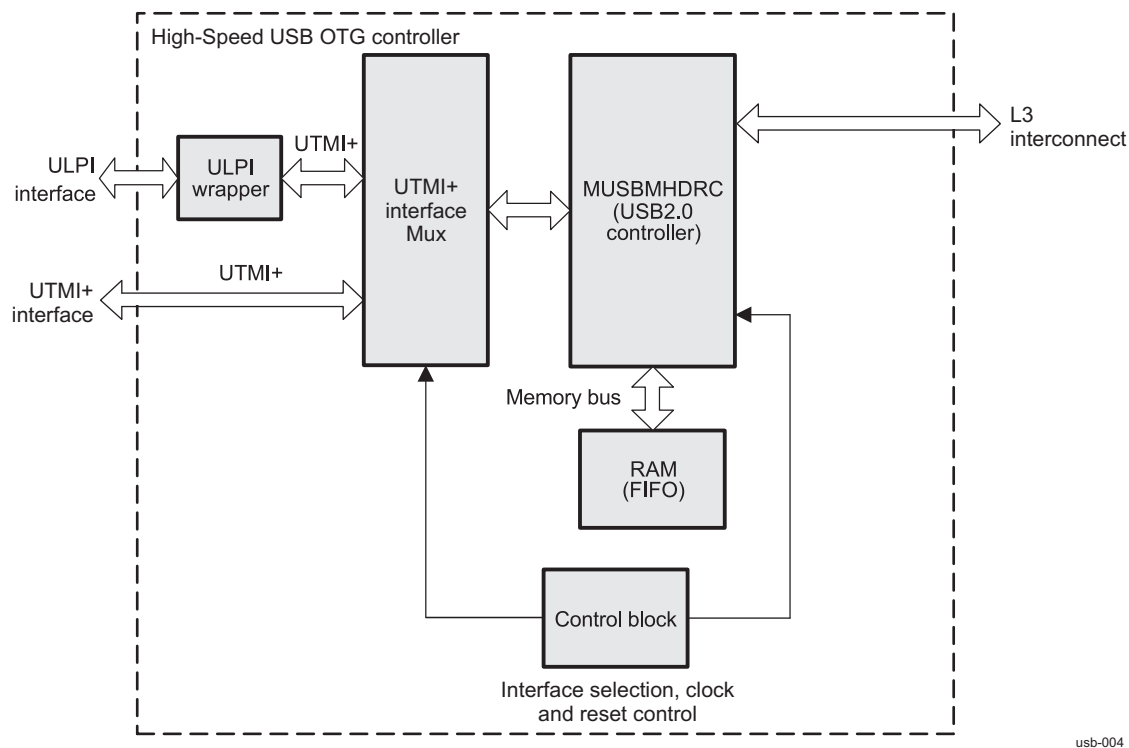 High-Speed USB OTG controller
L3
interconnect
ULPI
interface
ULPI
wrapper
UTMI+
UTMI+
interface
Mux
MUSBMHDRC
(USB2.0
controller)
UTMI+
interface
UTMI+
Memory bus
RAM
(FIFO)
Control block
Interface selection, clock
and reset control
usb-004